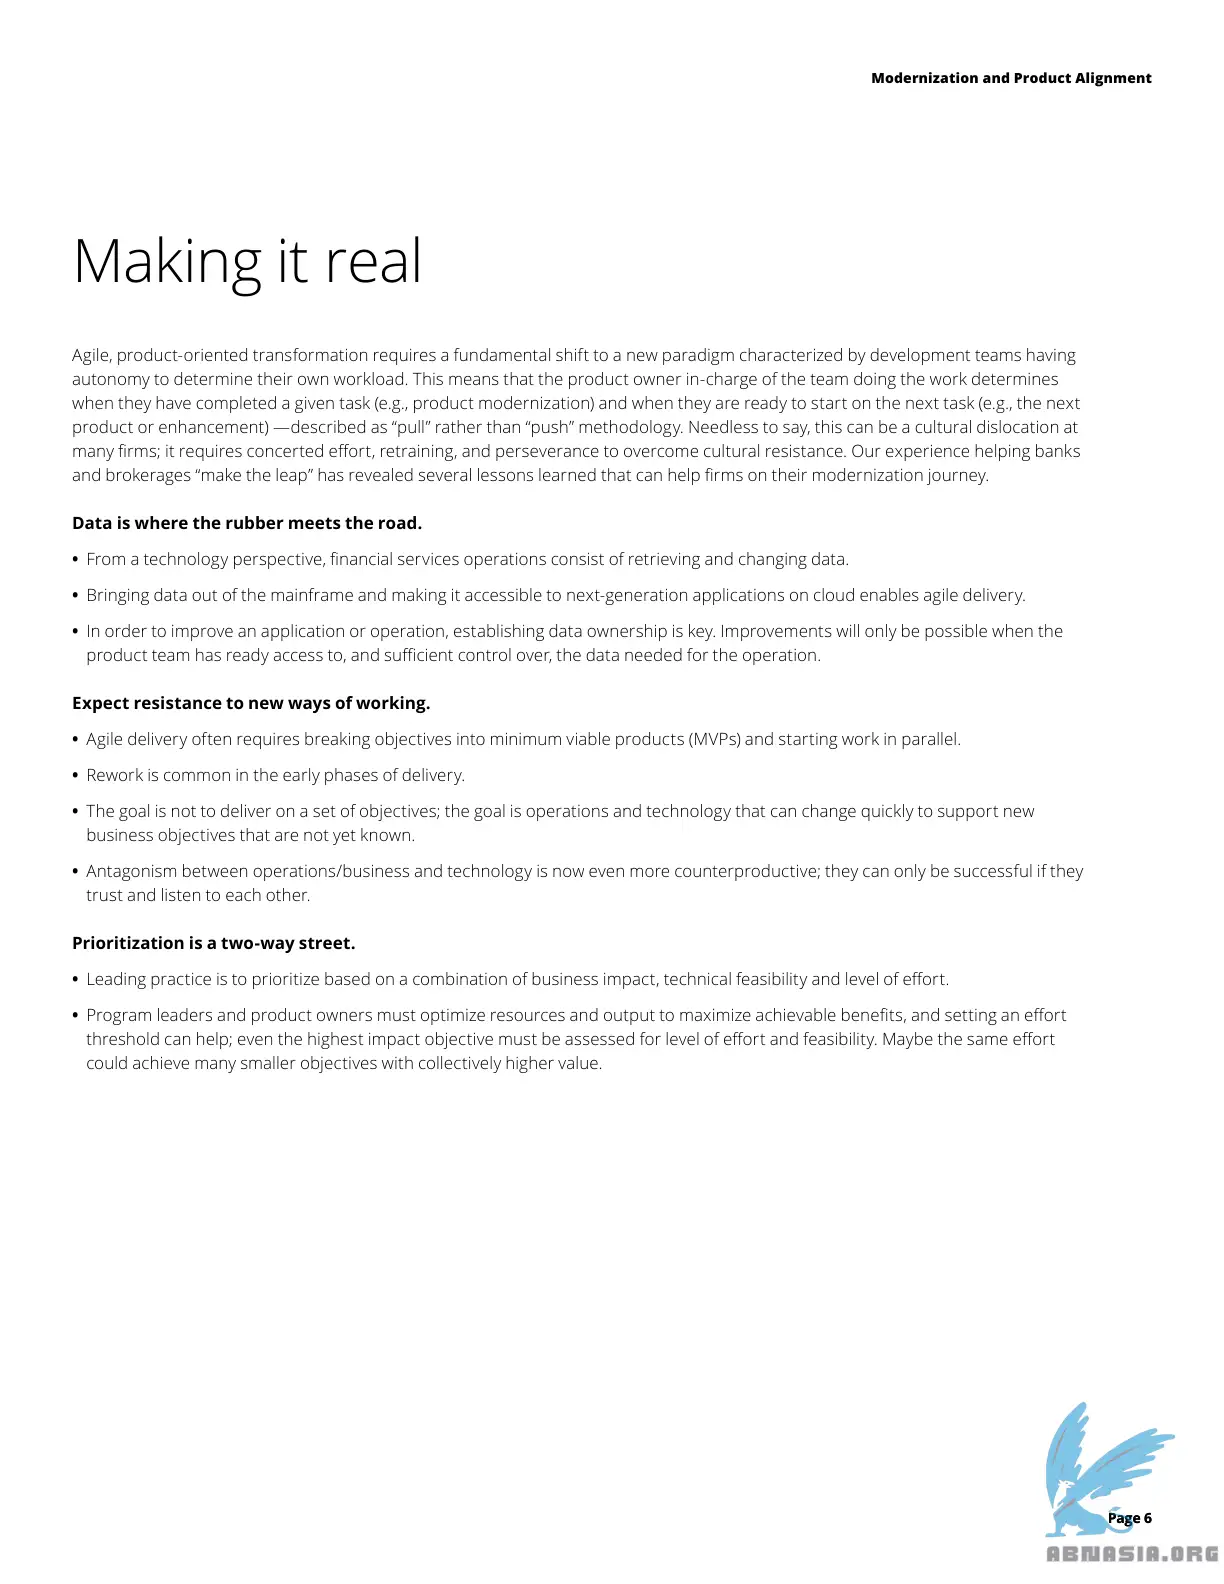 Modernization and Product Alignment
Making it real
Agile, product-oriented transformation requires a fundamental shift to a new paradigm characterized by development teams having
autonomy to determine their own workload. This means that the product owner in-charge of the team doing the work determines
when they have completed a given task (e.g., product modernization) and when they are ready to start on the next task (e.g., the next
product or enhancement) —described as “pull” rather than “push” methodology. Needless to say, this can be a cultural dislocation at
many firms; it requires concerted effort, retraining, and perseverance to overcome cultural resistance. Our experience helping banks
and brokerages “make the leap” has revealed several lessons learned that can help firms on their modernization journey.
Data is where the rubber meets the road.
• From a technology perspective, financial services operations consist of retrieving and changing data.
• Bringing data out of the mainframe and making it accessible to next-generation applications on cloud enables agile delivery.
• In order to improve an application or operation, establishing data ownership is key. Improvements will only be possible when the
product team has ready access to, and sufficient control over, the data needed for the operation.
Expect resistance to new ways of working.
• Agile delivery often requires breaking objectives into minimum viable products (MVPs) and starting work in parallel.
• Rework is common in the early phases of delivery.
• The goal is not to deliver on a set of objectives; the goal is operations and technology that can change quickly to support new
business objectives that are not yet known.
• Antagonism between operations/business and technology is now even more counterproductive; they can only be successful if they
trust and listen to each other.
Prioritization is a two-way street.
• Leading practice is to prioritize based on a combination of business impact, technical feasibility and level of effort.
• Program leaders and product owners must optimize resources and output to maximize achievable benefits, and setting an effort
threshold can help; even the highest impact objective must be assessed for level of effort and feasibility. Maybe the same effort
could achieve many smaller objectives with collectively higher value.
Page 6
ABNASIA.ORG